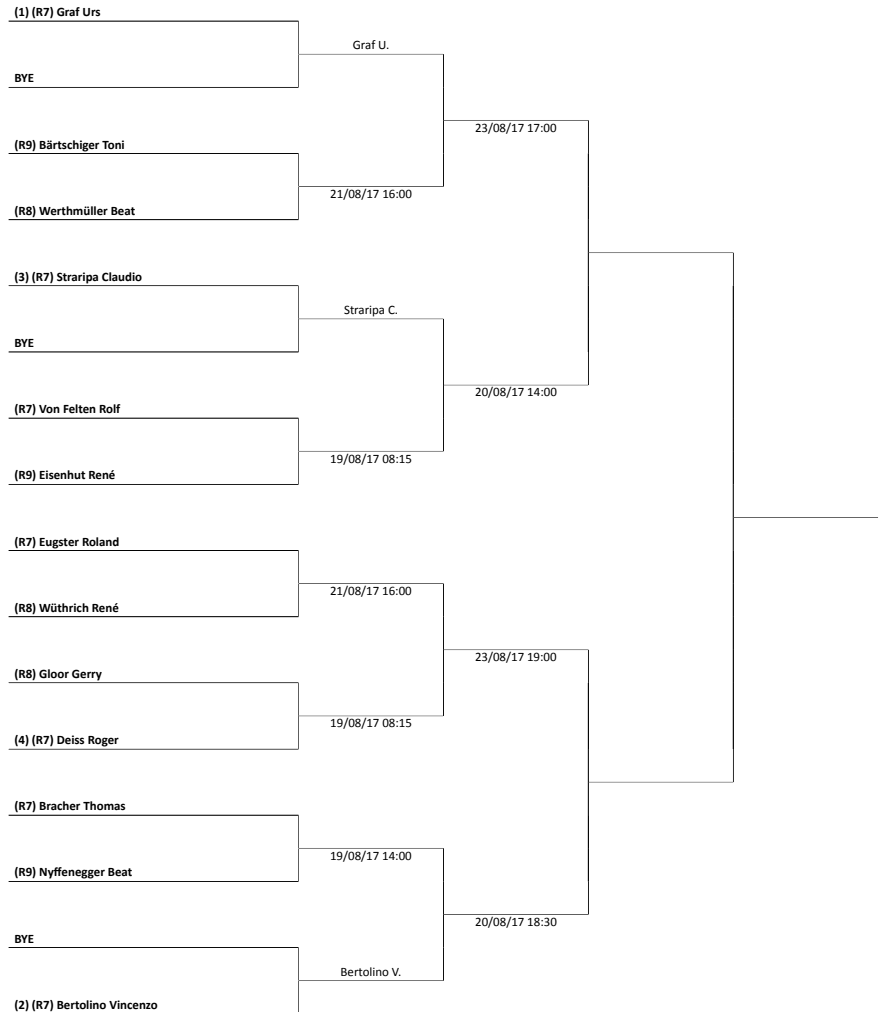 (1) (R7) Graf Urs
Graf U.
BYE
23/08/17 17:00
(R9) Bärtschiger Toni
21/08/17 16:00
(R8) Werthmüller Beat
(3) (R7) Straripa Claudio
Straripa C.
BYE
20/08/17 14:00
(R7) Von Felten Rolf
19/08/17 08:15
(R9) Eisenhut René
(R7) Eugster Roland
21/08/17 16:00
(R8) Wüthrich René
23/08/17 19:00
(R8) Gloor Gerry
19/08/17 08:15
(4) (R7) Deiss Roger
(R7) Bracher Thomas
19/08/17 14:00
(R9) Nyffenegger Beat
20/08/17 18:30
BYE
Bertolino V.
(2) (R7) Bertolino Vincenzo